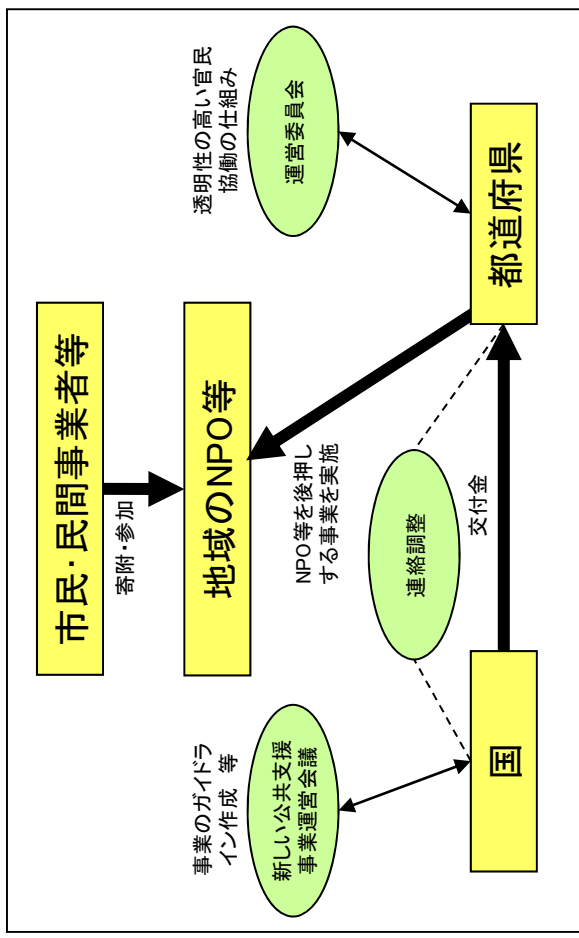 市民・民間事業者等
寄附・参加
地域のNPO等
事業のガイドラ
イン作成　等
新しい公共支援
事業運営会議
透明性の高い官民
協働の仕組み
運営委員会
NPO等を後押し
する事業を実施
連絡調整
交付金
国
都道府県